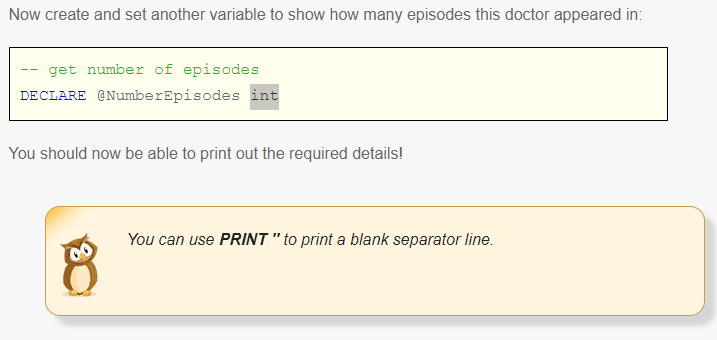 Now create and set another variable to show how many episodes this doctor appeared in:
-- get number of episodes
DECLARE @NumberEpisodes int
You should now be able to print out the required details!
You can use PRINT '' to print a blank separator line.